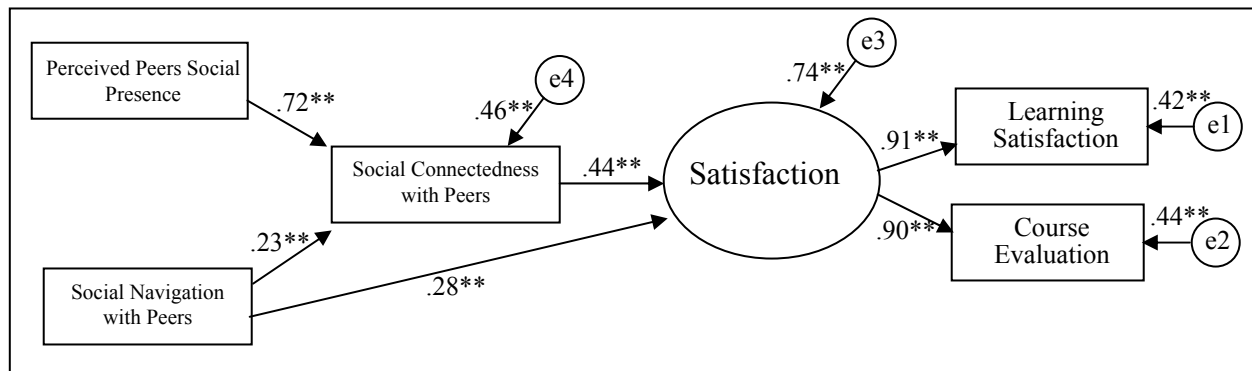 Perceived Peers Social
Presence
.72**
e4
.46**
Social Connectedness
with Peers
.23**
Social Navigation
with Peers
.44**
.28**
e3
.74**
Satisfaction
.91**
.90**
Learning
Satisfaction
.42**
e1
Course
Evaluation
.44**
e2